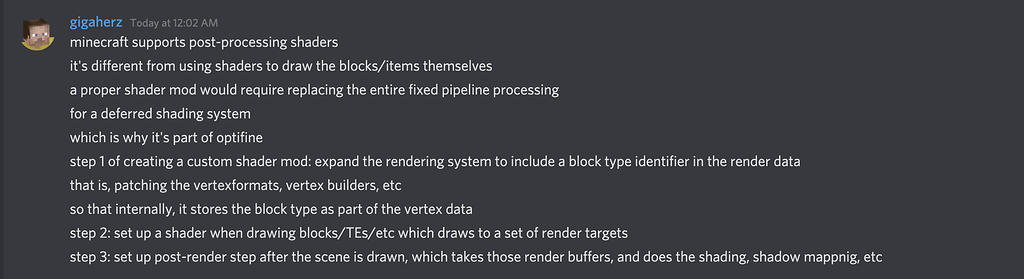 gigaherz Today at 12:02 AM
minecraft supports post-processing shaders
it's different from using shaders to draw the blocks/items themselves
a proper shader mod would require replacing the entire fixed pipeline processing
for a deferred shading system
which is why it's part of optifine
step 1 of creating a custom shader mod: expand the rendering system to include a block type identifier in the render data
that is, patching the vertexformats, vertex builders, etc
so that internally, it stores the block type as part of the vertex data
step 2: set up a shader when drawing blocks/TEs/etc which draws to a set of render targets
step 3: set up post-render step after the scene is drawn, which takes those render buffers, and does the shading, shadow mappnig, etc